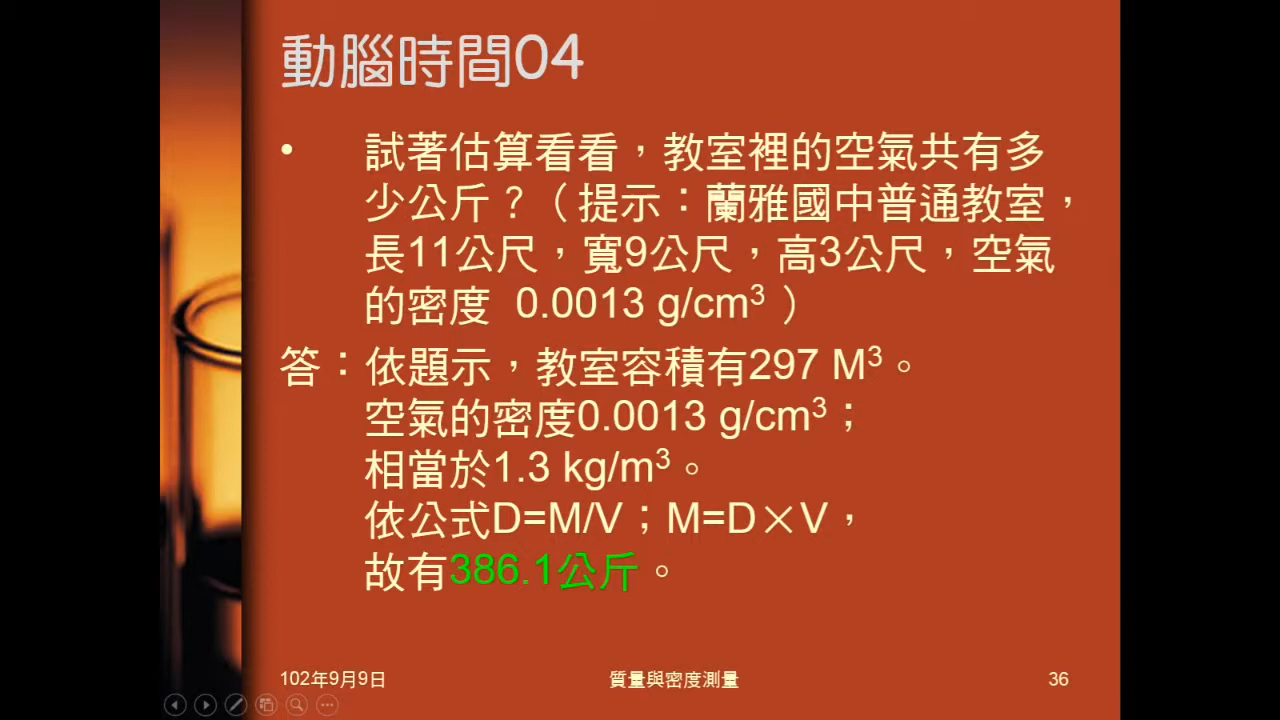 動腦時間04
• 試著估算看看，教室裡的空氣共有多
少公斤？（提示：蘭雅國中普通教室，
長11公尺，寬9公尺，高3公尺，空氣
的密度 0.0013 g/cm³ ）
答：依題示，教室容積有297 M³。
空氣的密度0.0013 g/cm³；
相當於1.3 kg/m³。
依公式D=M/V；M=D×V，
故有386.1公斤。
102年9月9日
質量與密度測量
36